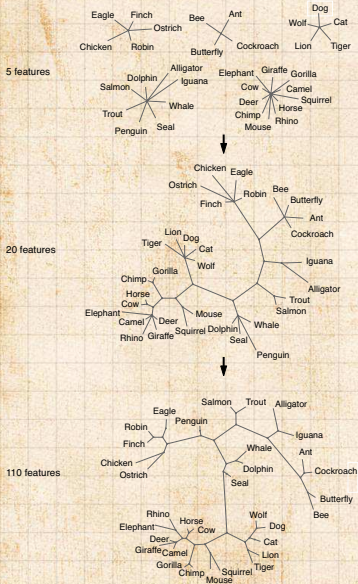 Eagle Finch Ostrich Chicken Robin
Bee Ant Butterfly Cockroach
Dog Wolf Cat Lion Tiger
5 features
Alligator Dolphin Iguana Salmon Whale Trout Seal Penguin
Elephant Giraffe Gorilla Cow Camel Deer Squirrel Horse Chimp Rhino Mouse
Chicken Eagle
Ostrich Robin Bee
Finch Butterfly
Ant
Cockroach
20 features
Lion Dog
Tiger Cat
Wolf
Gorilla
Chimp
Horse
Cow
Elephant
Camel Deer
Rhino Giraffe
Mouse
Squirrel Dolphin
Whale
Seal
Penguin
Iguana
Alligator
Trout
Salmon
Salmon Trout Alligator
Eagle
Penguin
Robin
Finch
Iguana
Chicken
Ostrich
Whale
Dolphin
Seal
Ant
Cockroach
Butterfly
Bee
110 features
Rhino
Elephant Horse
Cow
Deer
Giraffe Camel
Gorilla
Chimp
Mouse
Squirrel
Wolf
Dog
Cat
Lion
Tiger